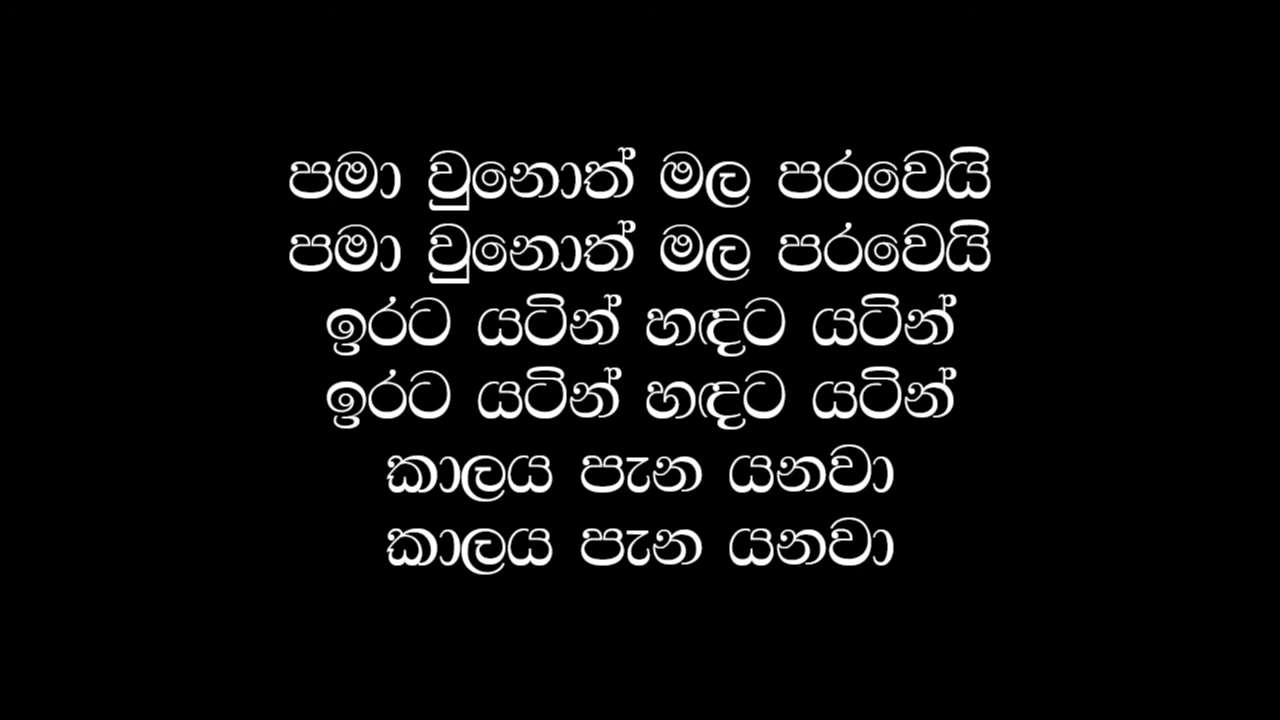 පමා වුනොත් මල පරවෙයි
පමා වුනොත් මල පරවෙයි
ඉරට යටින් හඳට යටින්
ඉරට යටින් හඳට යටින්
කාලය පැන යනවා
කාලය පැන යනවා